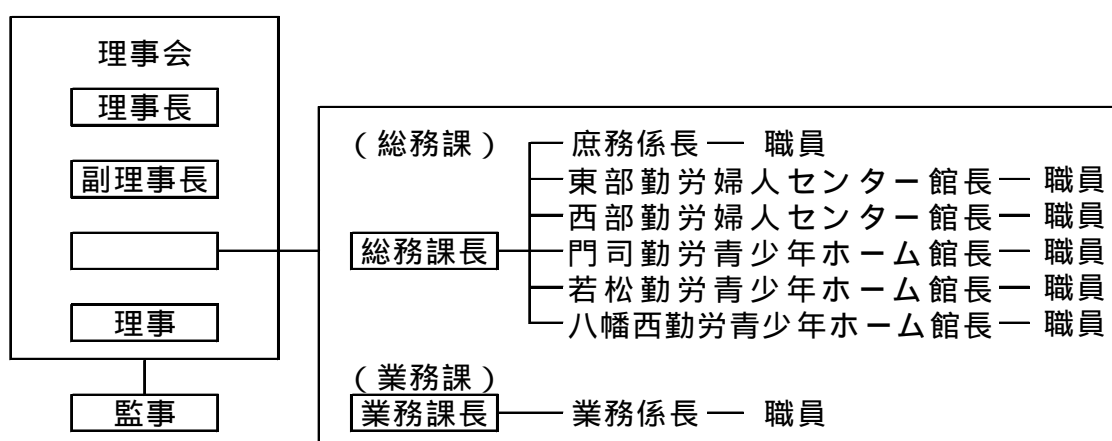 理事会
理事長
副理事長
理事
監事
(総務課)
総務課長
庶務係長 ― 職員
東部勤労婦人センター館長 ― 職員
西部勤労婦人センター館長 ― 職員
門司勤労青少年ホーム館長 ― 職員
若松勤労青少年ホーム館長 ― 職員
八幡西勤労青少年ホーム館長 ― 職員
(業務課)
業務課長 ― 業務係長 ― 職員